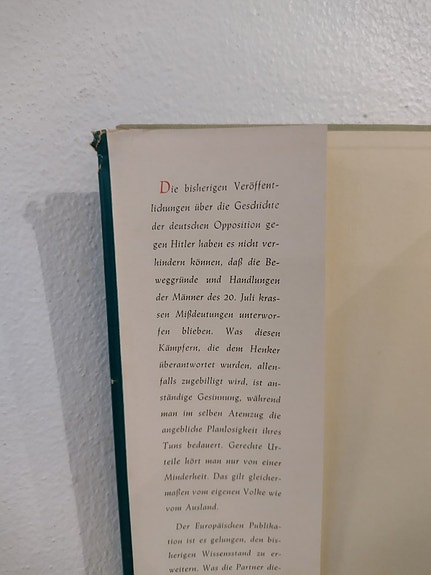 Die bisherigen Veröffent-
lichungen über die Geschichte
der deutschen Opposition ge-
gen Hitler haben es nicht ver-
hindern können, daß die Be-
weggründe und Handlungen
der Männer des 20. Juli kras-
sen Mißdeutungen unterwor-
fen blieben. Was diesen
Kämpfern, die dem Henker
überantwortet wurden, allen-
falls zugebilligt wird, ist an-
ständige Gesinnung, während
man im selben Atemzug die
angebliche Planlosigkeit ihres
Tuns bedauert. Gerechte Ur-
teile hört man nur von einer
Minderheit. Das gilt gleicher-
maßen vom eigenen Volke wie
vom Ausland.
Der Europäischen Publika-
tion ist es gelungen, den bis-
herigen Wissensstand zu er-
weitern. Was die Partner die-